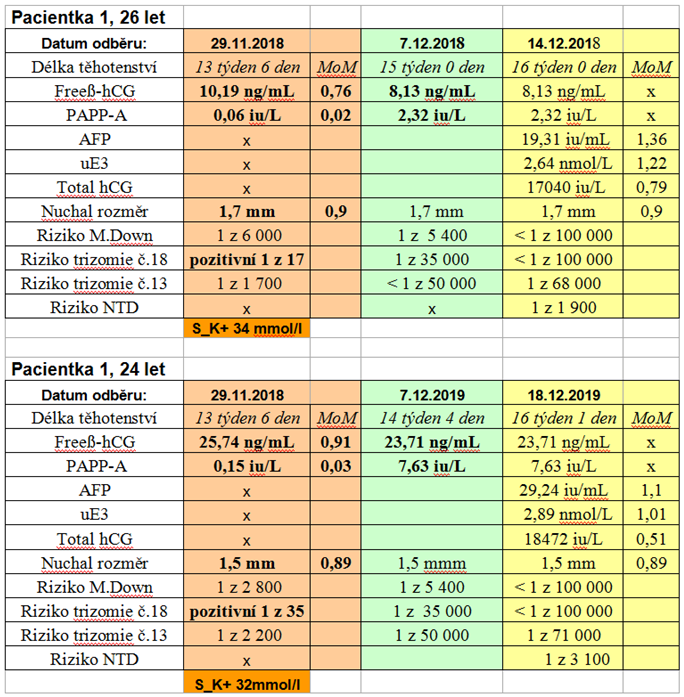 Pacientka 1, 26 let
Datum odběru: 29.11.2018 7.12.2018 14.12.2018
Délka těhotenství 13 týden 6 den MoM 15 týden 0 den 16 týden 0 den MoM
Freeß-hCG 10,19 ng/mL 0,76 8,13 ng/mL 8,13 ng/mL x
PAPP-A 0,06 iu/L 0,02 2,32 iu/L 2,32 iu/L x
AFP x 19,31 iu/mL 1,36
uE3 x 2,64 nmol/L 1,22
Total hCG x 17040 iu/L 0,79
Nuchal rozměr 1,7 mm 0,9 1,7 mm 1,7 mm 0,9
Riziko M.Down 1 z 6 000 1 z 5 400 < 1 z 100 000
Riziko trizomie č.18 pozitivní 1 z 17 1 z 35 000 < 1 z 100 000
Riziko trizomie č.13 1 z 1 700 < 1 z 50 000 1 z 68 000
Riziko NTD x x 1 z 1 900
S_K+ 34 mmol/l
Pacientka 1, 24 let
Datum odběru: 29.11.2018 7.12.2019 18.12.2019
Délka těhotenství 13 týden 6 den MoM 14 týden 4 den 16 týden 1 den MoM
Freeß-hCG 25,74 ng/mL 0,91 23,71 ng/mL 23,71 ng/mL x
PAPP-A 0,15 iu/L 0,03 7,63 iu/L 7,63 iu/L x
AFP x 29,24 iu/mL 1,1
uE3 x 2,89 nmol/L 1,01
Total hCG x 18472 iu/L 0,51
Nuchal rozměr 1,5 mm 0,89 1,5 mmm 1,5 mm 0,89
Riziko M.Down 1 z 2 800 1 z 5 400 < 1 z 100 000
Riziko trizomie č.18 pozitivní 1 z 35 1 z 35 000 < 1 z 100 000
Riziko trizomie č.13 1 z 2 200 1 z 50 000 1 z 71 000
Riziko NTD x 1 z 3 100
S_K+ 32mmol/l